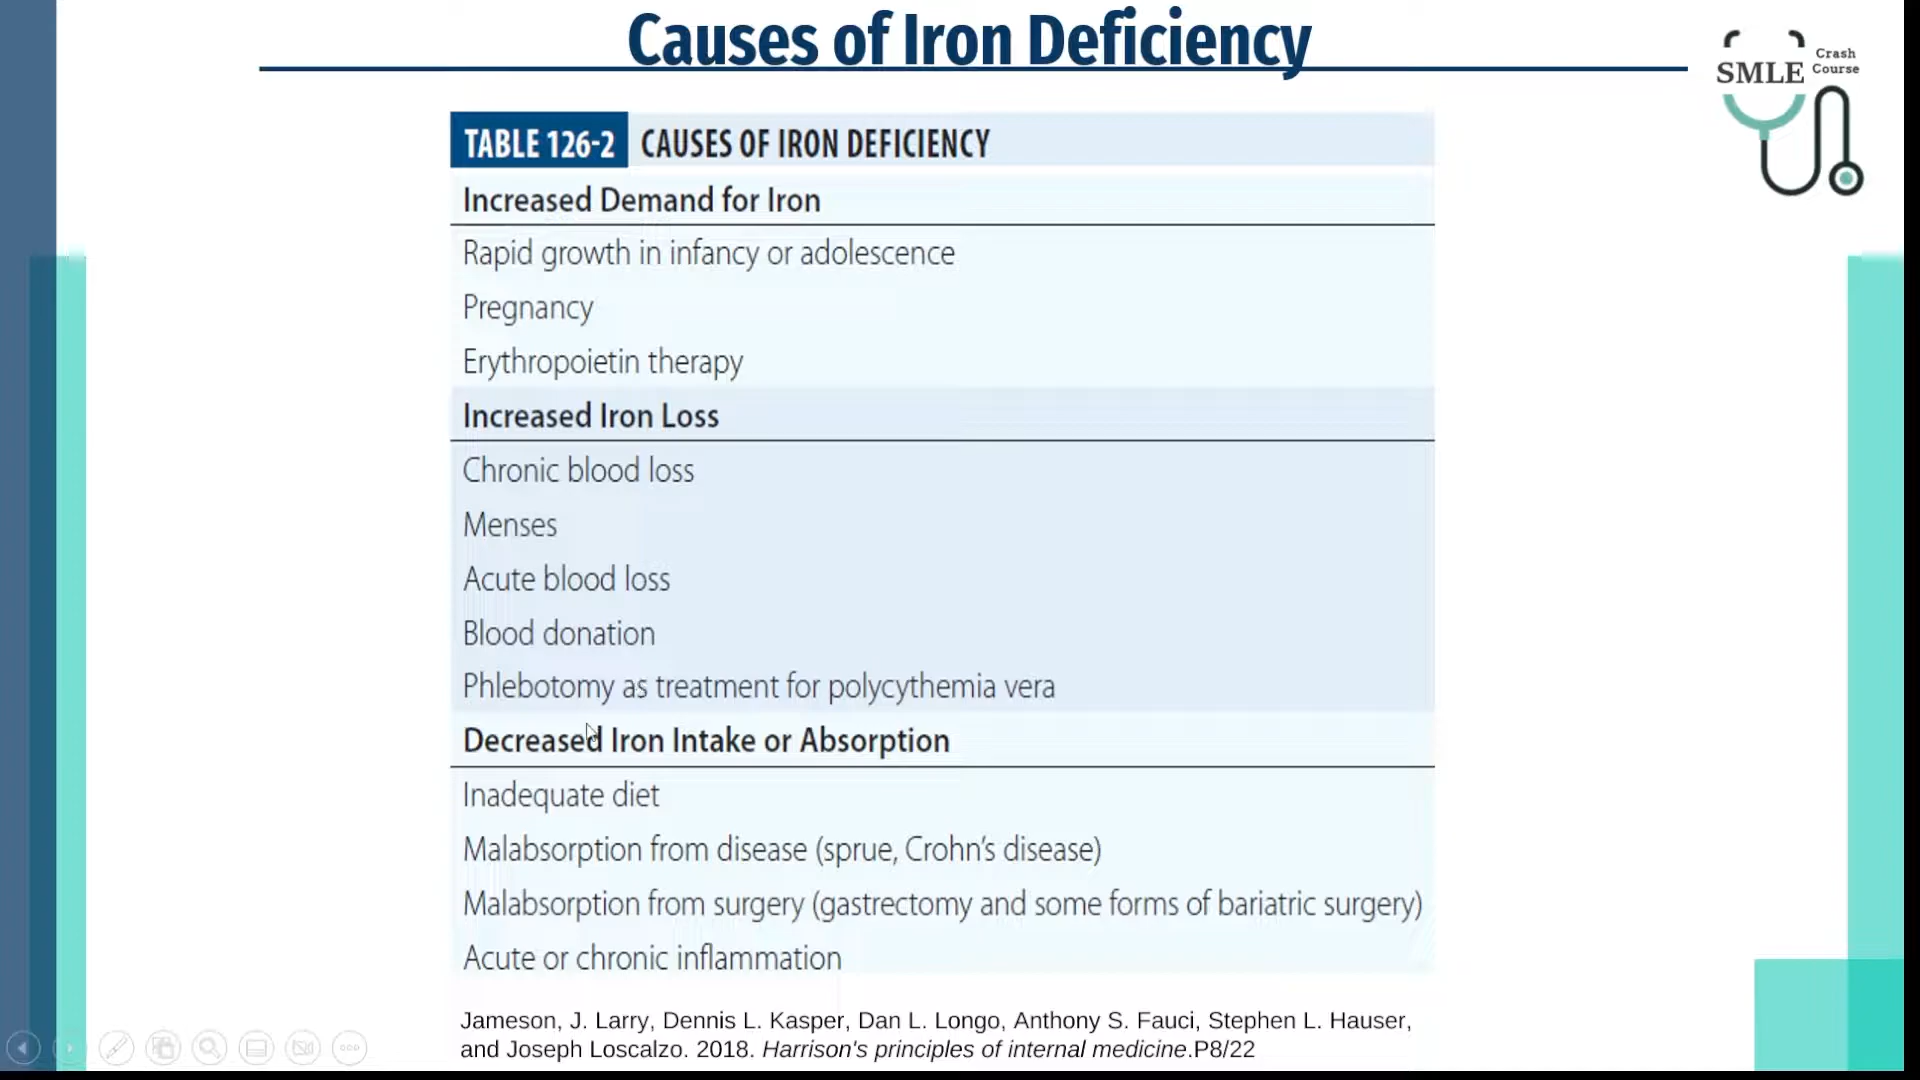 Causes of Iron Deficiency
SMLE Crash Course
TABLE 126-2 CAUSES OF IRON DEFICIENCY
Increased Demand for Iron
Rapid growth in infancy or adolescence
Pregnancy
Erythropoietin therapy
Increased Iron Loss
Chronic blood loss
Menses
Acute blood loss
Blood donation
Phlebotomy as treatment for polycythemia vera
Decreased Iron Intake or Absorption
Inadequate diet
Malabsorption from disease (sprue, Crohn’s disease)
Malabsorption from surgery (gastrectomy and some forms of bariatric surgery)
Acute or chronic inflammation
Jameson, J. Larry, Dennis L. Kasper, Dan L. Longo, Anthony S. Fauci, Stephen L. Hauser,
and Joseph Loscalzo. 2018. Harrison's principles of internal medicine.P8/22